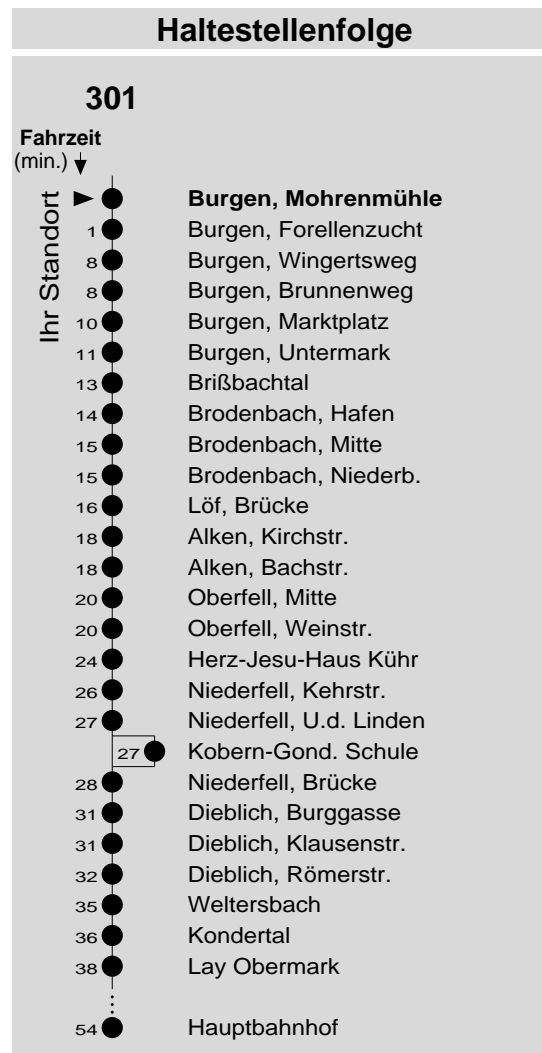 Haltestellenfolge
301
Fahrzeit
(min.)
Ihr Standort
Burgen, Mohrenmühle
1 Burgen, Forellenzucht
8 Burgen, Wingertsweg
8 Burgen, Brunnenweg
10 Burgen, Marktplatz
11 Burgen, Untermark
13 Brißbachtal
14 Brodenbach, Hafen
15 Brodenbach, Mitte
15 Brodenbach, Niederb.
16 Löf, Brücke
18 Alken, Kirchstr.
18 Alken, Bachstr.
20 Oberfell, Mitte
20 Oberfell, Weinstr.
24 Herz-Jesu-Haus Kühr
26 Niederfell, Kehrstr.
27 Niederfell, U.d. Linden
27 Kobern-Gond. Schule
28 Niederfell, Brücke
31 Dieblich, Burggasse
31 Dieblich, Klausenstr.
32 Dieblich, Römerstr.
35 Weltersbach
36 Kondertal
38 Lay Obermark
54 Hauptbahnhof